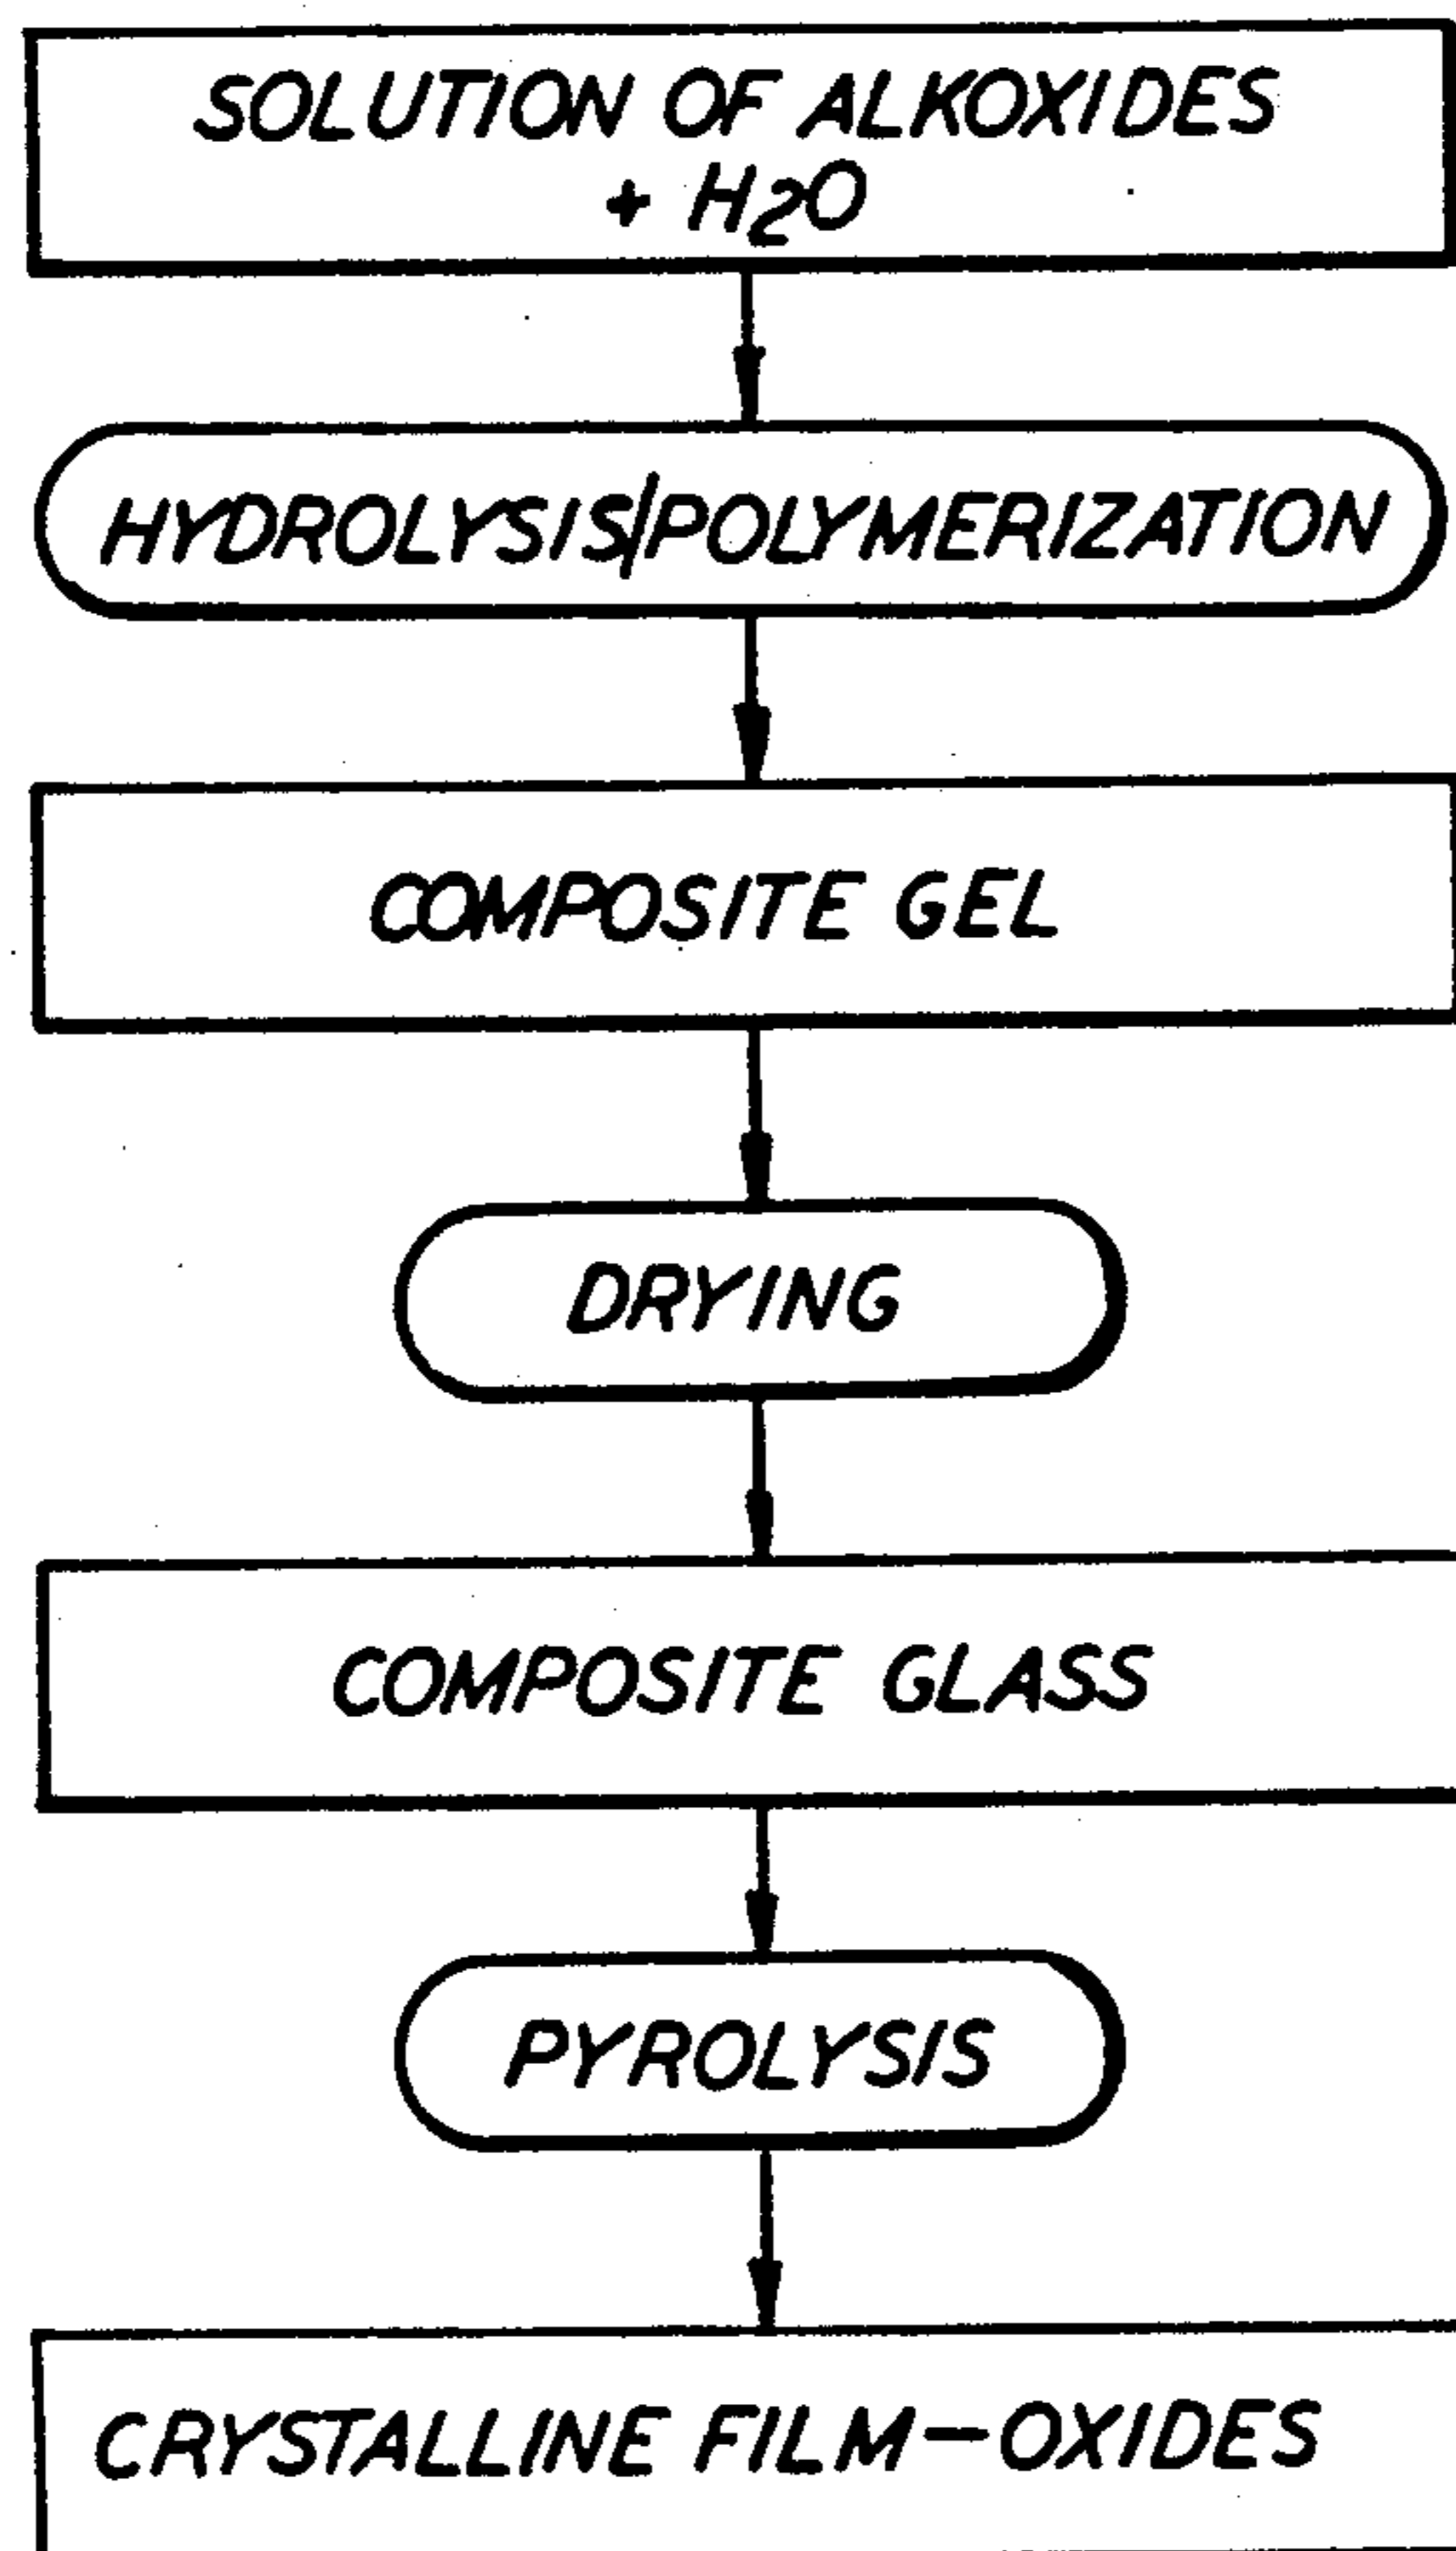 SOLUTION OF ALKOXIDES
+ H2O
HYDROLYSIS/POLYMERIZATION
COMPOSITE GEL
DRYING
COMPOSITE GLASS
PYROLYSIS
CRYSTALLINE FILM-OXIDES